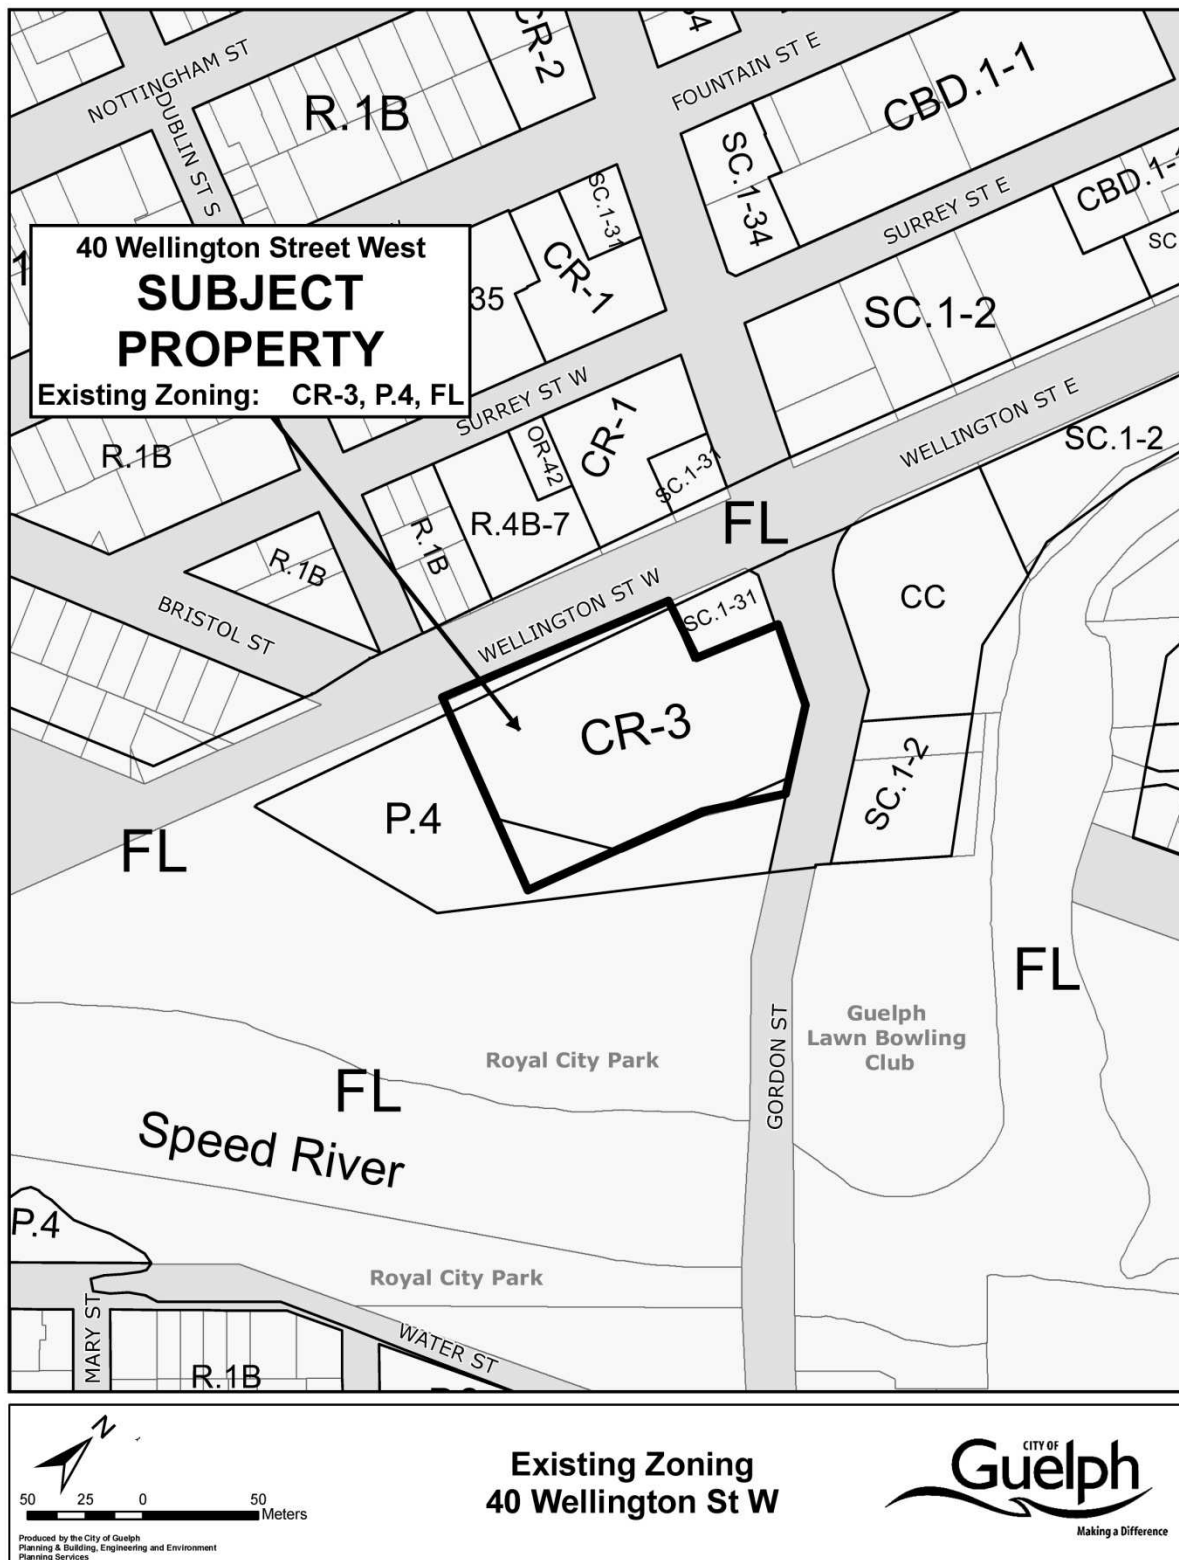 NOTTINGHAM ST
DUBLIN ST S
R.1B
CR-2
P4
FOUNTAIN ST E
CBD.1-1
SC.1-34
SURREY ST E
CBD.1-1
SC
SC.1-31
CR-1
35
40 Wellington Street West
SUBJECT
PROPERTY
Existing Zoning: CR-3, P.4, FL
SC.1-2
SURREY ST W
WELLINGTON ST E
SC.1-2
R.1B
OR-42
CR-1
SC.1-31
R.4B-7
R.1B
FL
R.1B
BRISTOL ST
WELLINGTON ST W
SC.1-31
CC
CR-3
SC.1-2
P.4
FL
FL
Royal City Park
GORDON ST
Guelph
Lawn Bowling
Club
FL
Speed River
P.4
Royal City Park
MARY ST
WATER ST
R.1B
N
50 25 0 50
Meters
Produced by the City of Guelph
Planning & Building, Engineering and Environment
Planning Services
Existing Zoning
40 Wellington St W
CITY OF
Guelph
Making a Difference